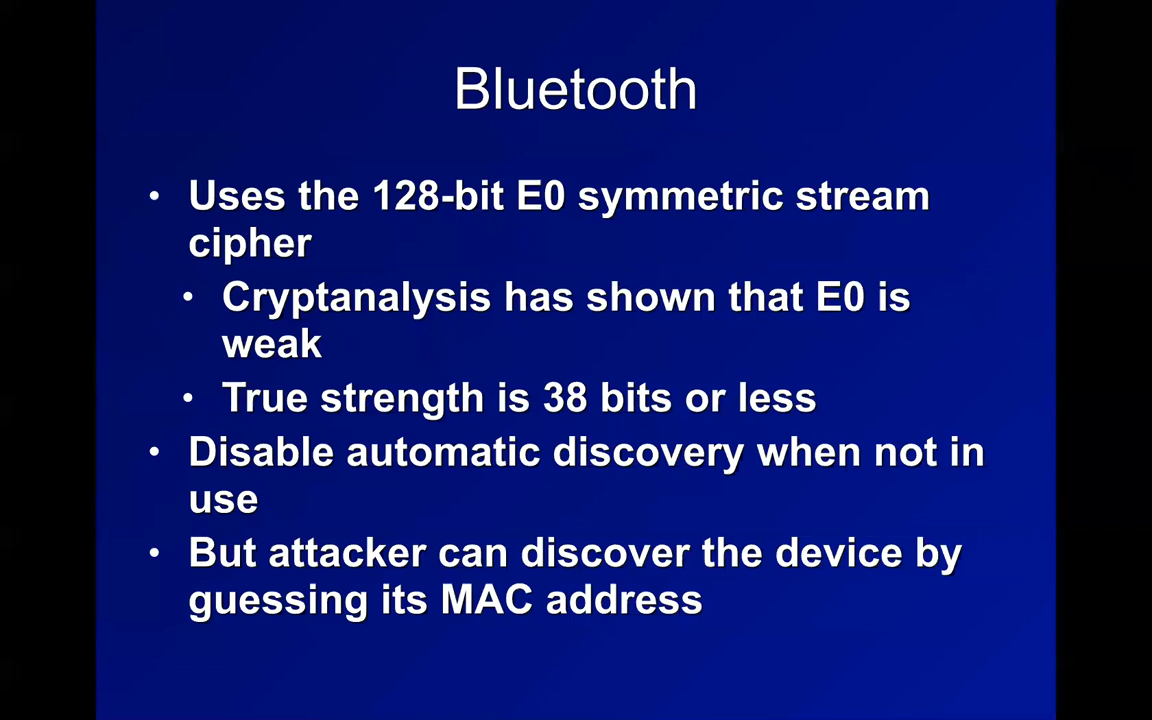 Bluetooth
• Uses the 128-bit E0 symmetric stream
cipher
• Cryptanalysis has shown that E0 is
weak
• True strength is 38 bits or less
• Disable automatic discovery when not in
use
• But attacker can discover the device by
guessing its MAC address